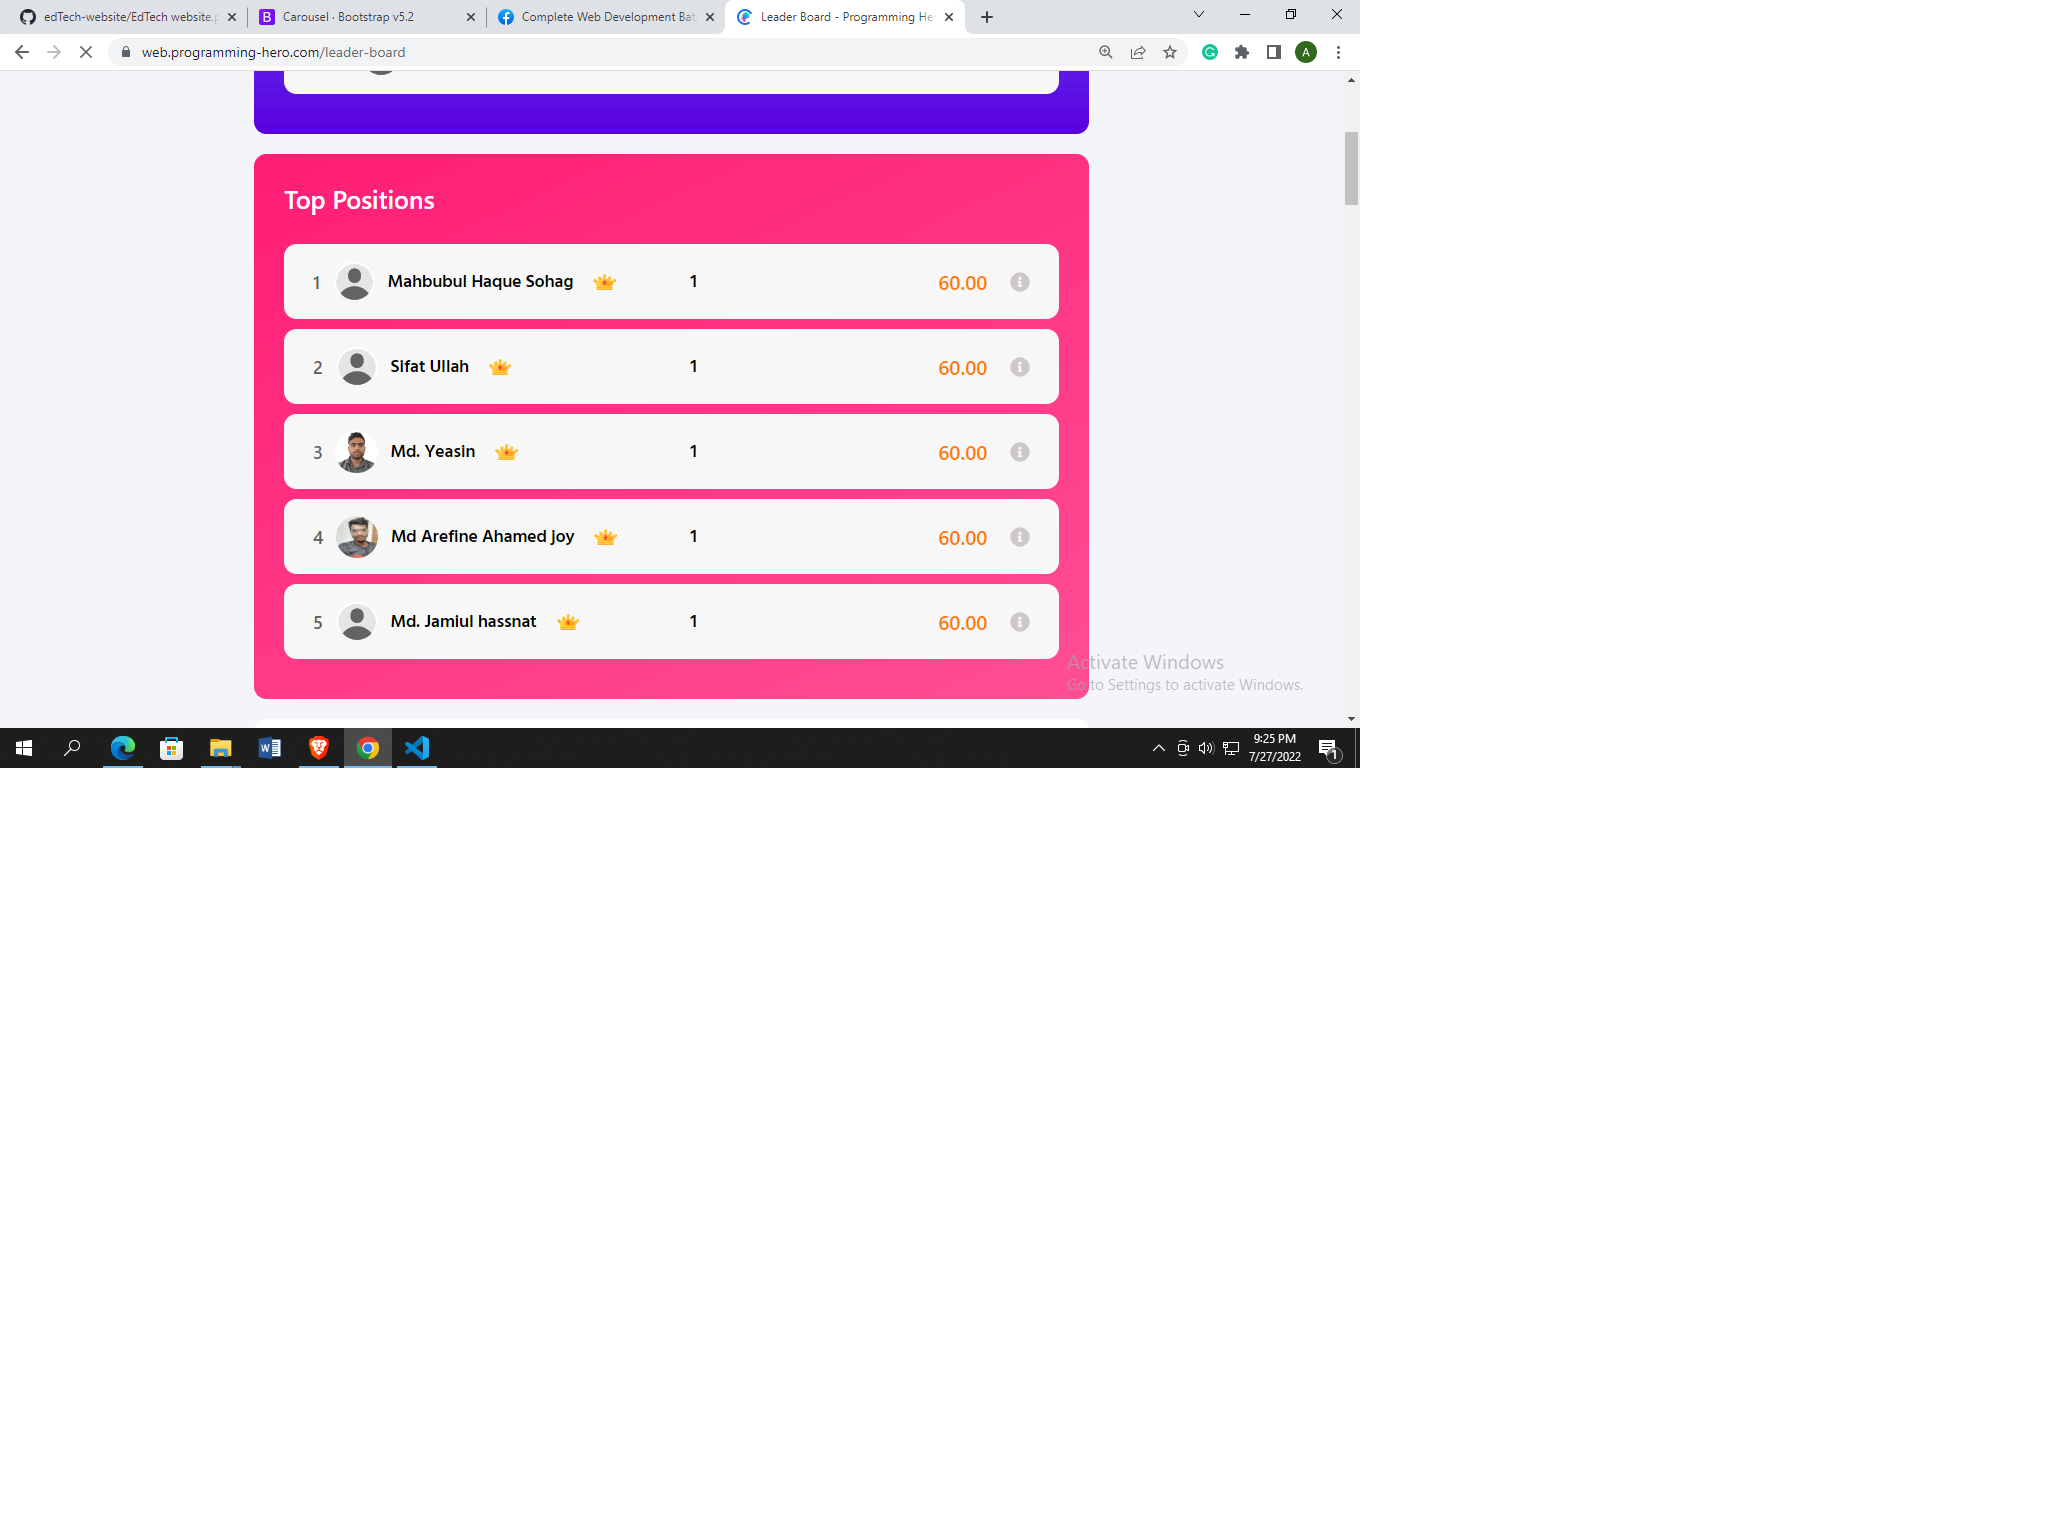 edTech-website/EdTech website.p
Carousel · Bootstrap v5.2
Complete Web Development Bat
Leader Board - Programming He
web.programming-hero.com/leader-board
A
Top Positions
1 Mahbubul Haque Sohag 1 60.00
2 Sifat Ullah 1 60.00
3 Md. Yeasin 1 60.00
4 Md Arefine Ahamed joy 1 60.00
5 Md. Jamiul hassnat 1 60.00
Activate Windows
Go to Settings to activate Windows.
9:25 PM
7/27/2022
1